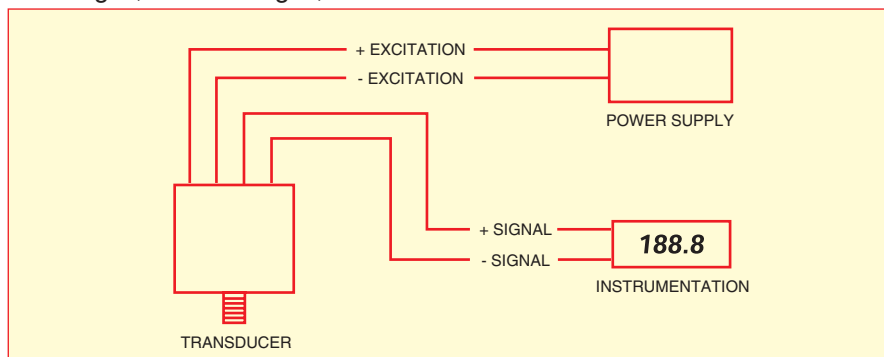 + EXCITATION
- EXCITATION
POWER SUPPLY
+ SIGNAL
188.8
- SIGNAL
INSTRUMENTATION
TRANSDUCER